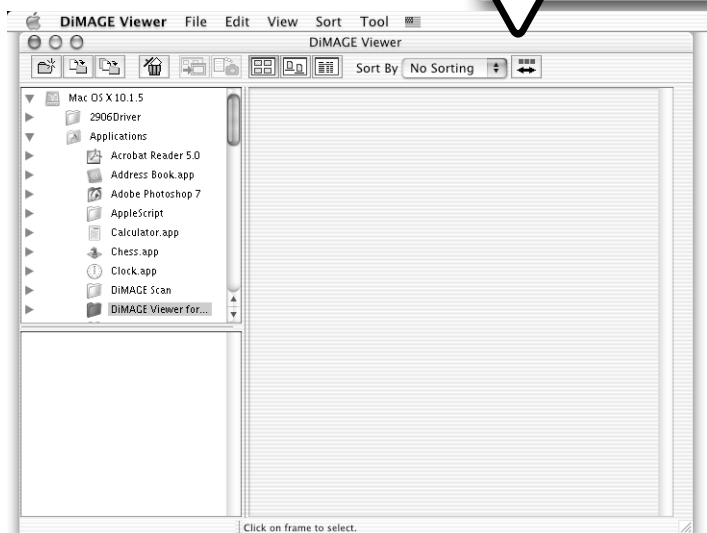 DiMAGE Viewer File Edit View Sort Tool
DiMAGE Viewer
Sort By No Sorting
Mac OS X 10.1.5
2906Driver
Applications
Acrobat Reader 5.0
Address Book.app
Adobe Photoshop 7
AppleScript
Calculator.app
Chess.app
Clock.app
DiMAGE Scan
DiMAGE Viewer for...
Click on frame to select.